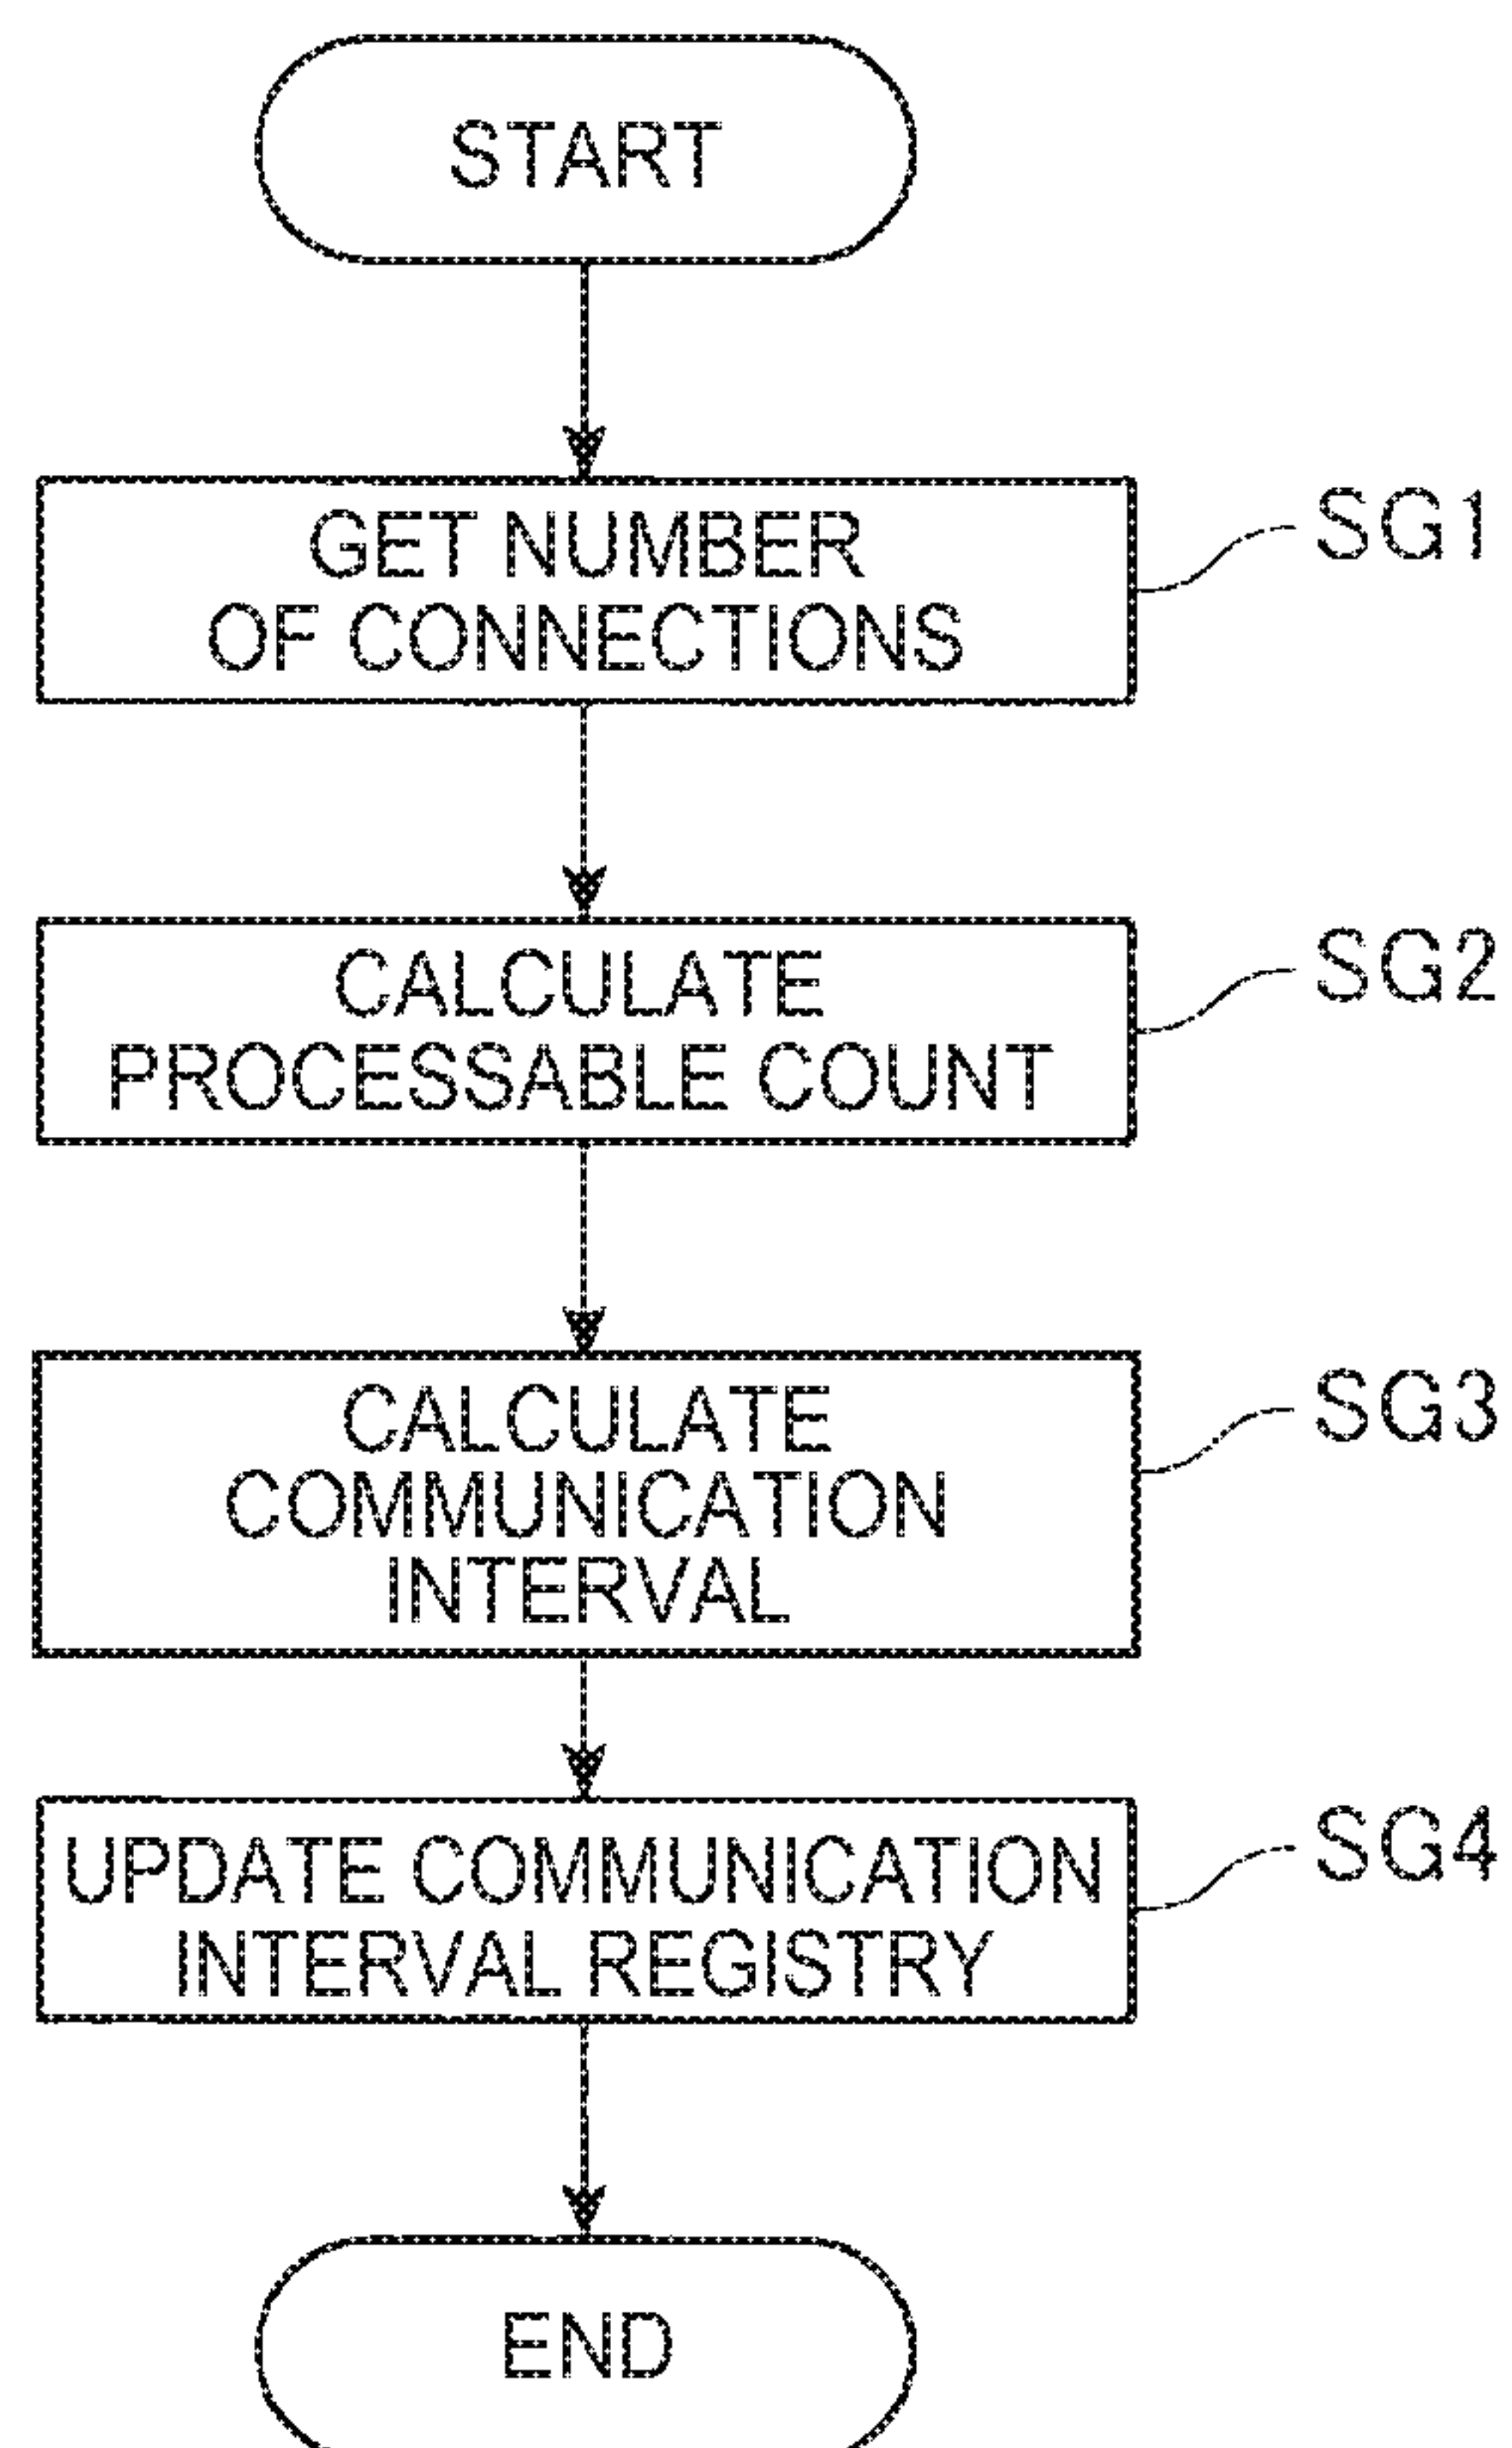 START
GET NUMBER
OF CONNECTIONS
SG1
CALCULATE
PROCESSABLE COUNT
SG2
CALCULATE
COMMUNICATION
INTERVAL
SG3
UPDATE COMMUNICATION
INTERVAL REGISTRY
SG4
END